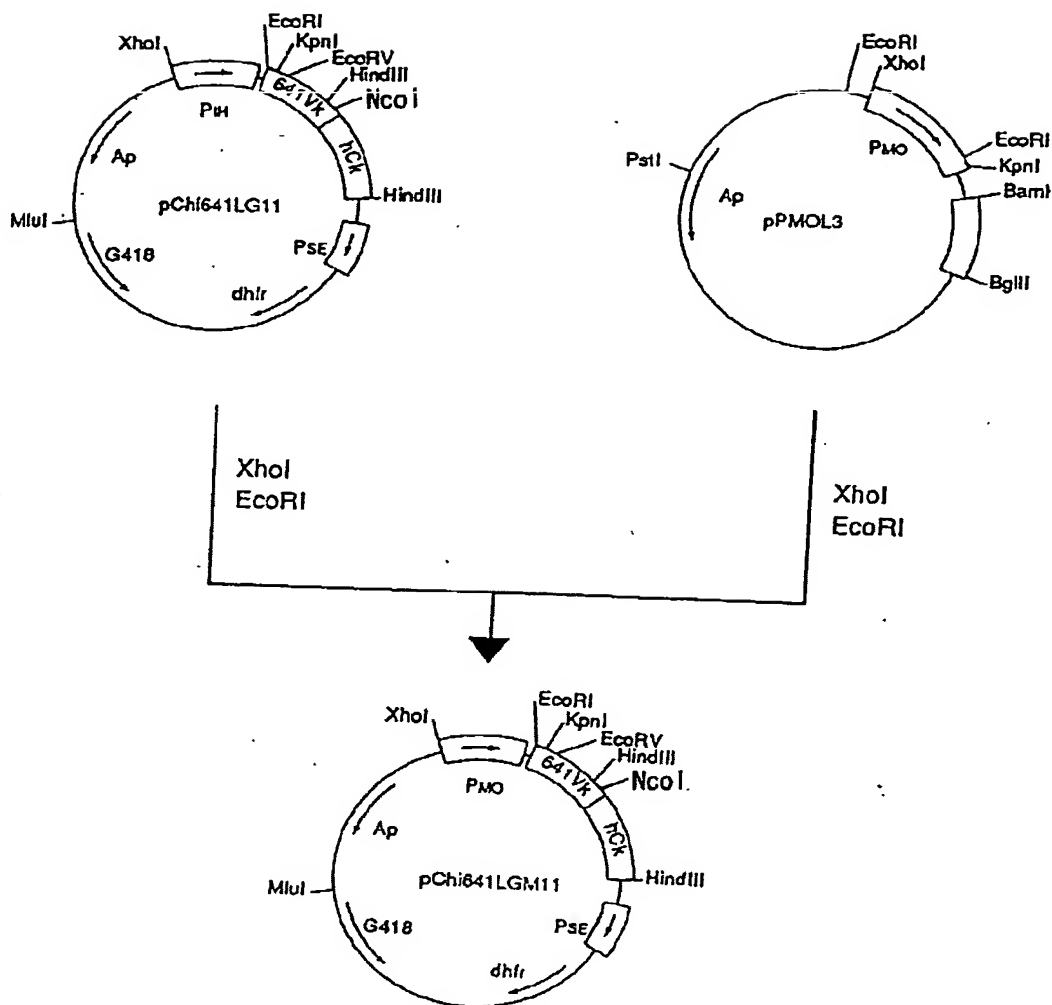 EcoRI
KpnI
XhoI
EcoRV
HindIII
NcoI
641Vk
PIH
hCk
Ap
pChi641LG11
HindIII
MluI
PSE
G418
dhfr
EcoRI
XhoI
PMO
EcoRI
KpnI
PstI
Ap
pPMOL3
BamH
BglII
XhoI
EcoRI
XhoI
EcoRI
EcoRI
KpnI
XhoI
EcoRV
HindIII
NcoI.
641Vk
PMO
hCk
Ap
pChi641LGM11
HindIII
MluI
PSE
G418
dhfr